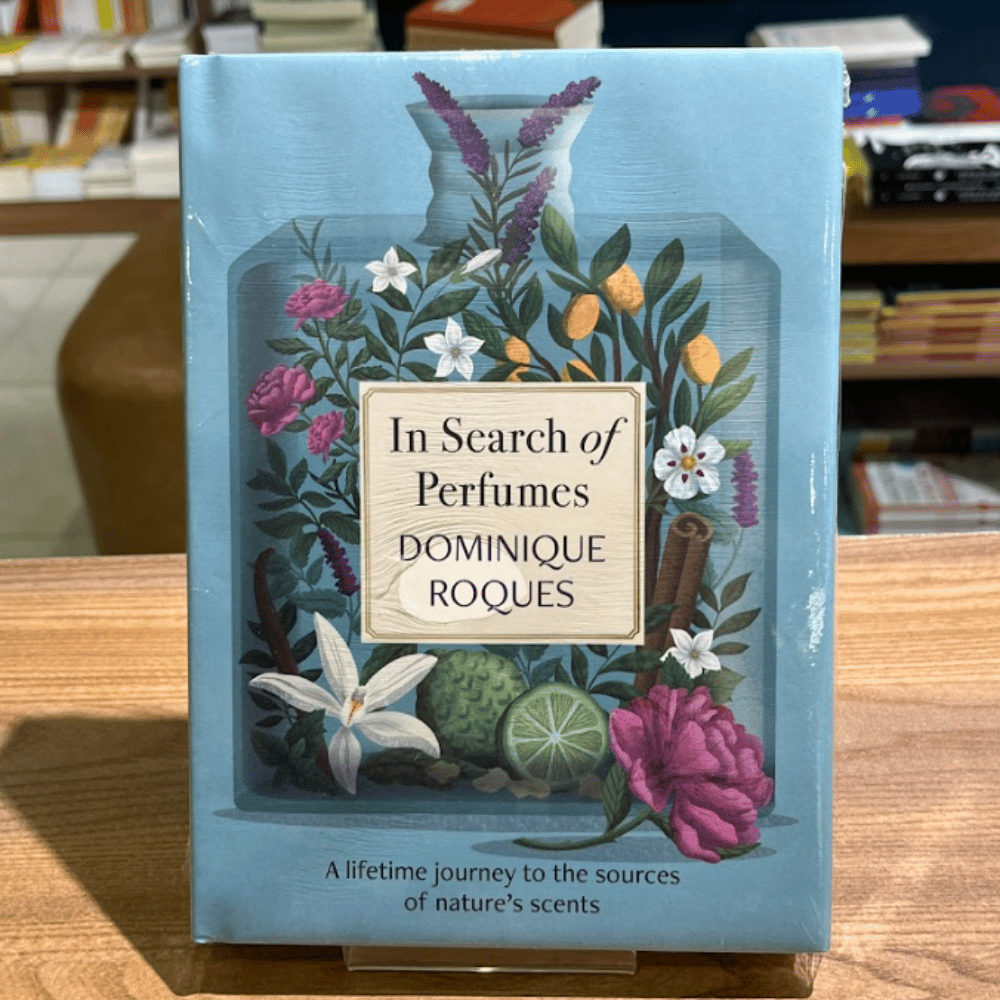 In Search of
Perfumes
DOMINIQUE
ROQUES
A lifetime journey to the sources
of nature's scents